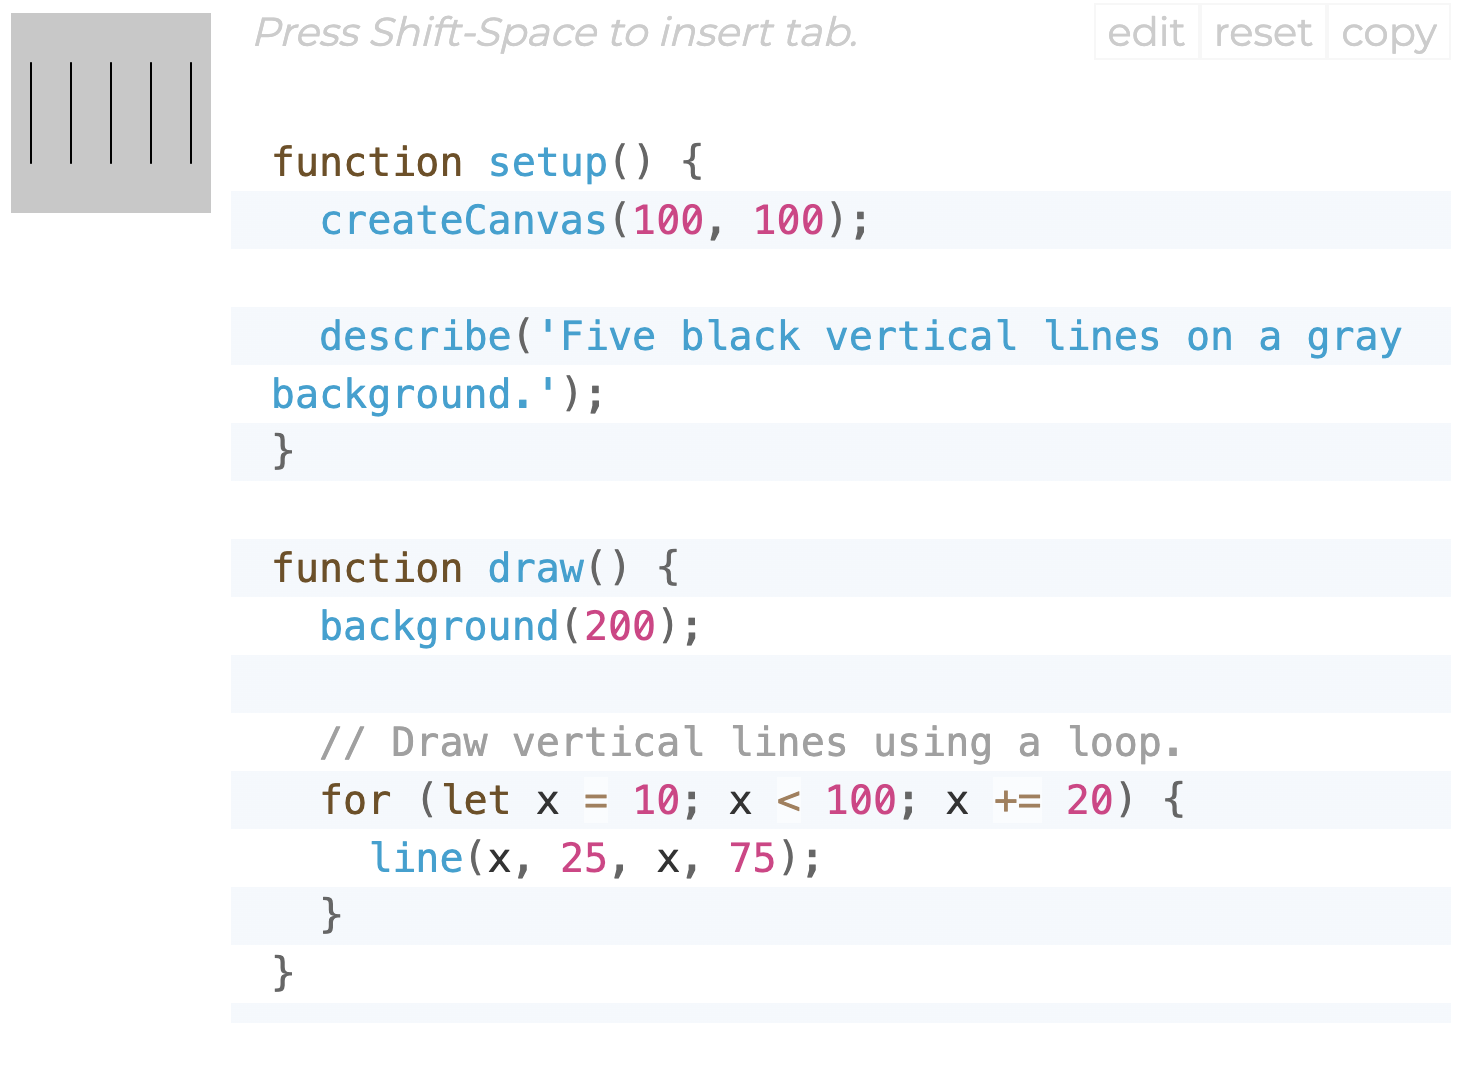 Press Shift-Space to insert tab.
edit reset copy
function setup() {
  createCanvas(100, 100);
  describe('Five black vertical lines on a gray
background.');
}
function draw() {
  background(200);
  // Draw vertical lines using a loop.
  for (let x = 10; x < 100; x += 20) {
    line(x, 25, x, 75);
  }
}